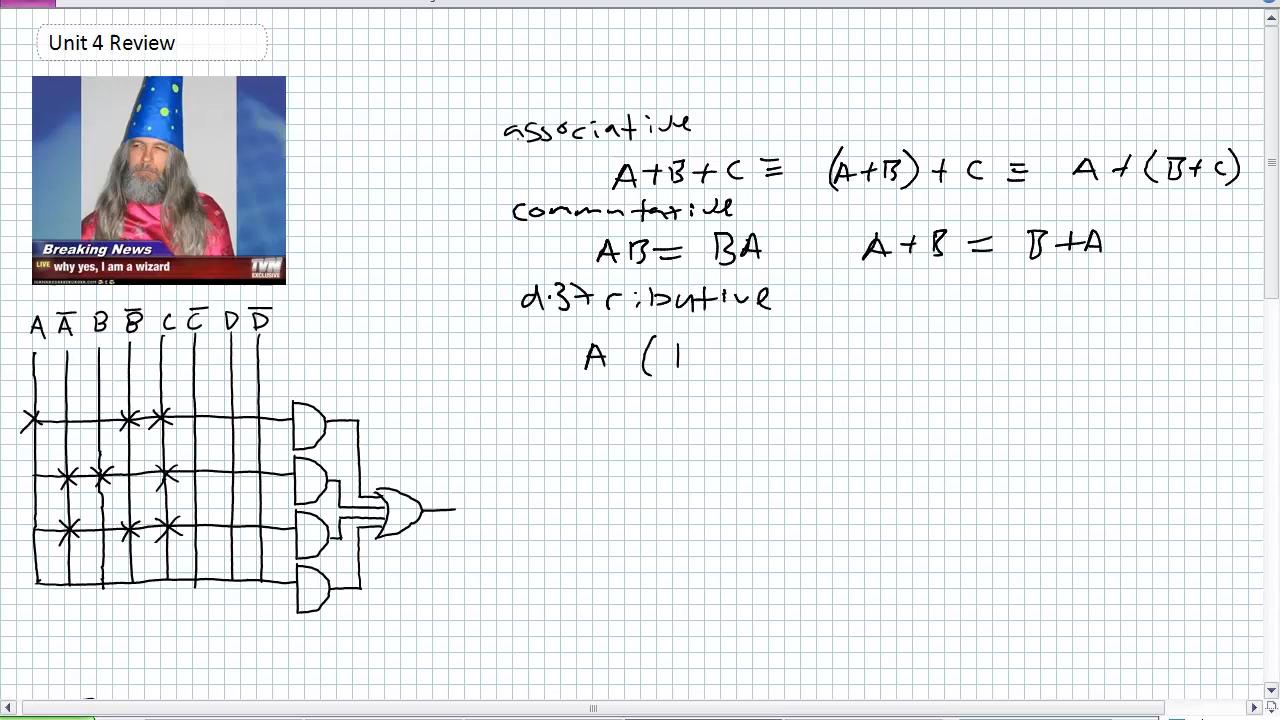 Unit 4 Review
Breaking News
LIVE why yes, I am a wizard
TVN
EXCLUSIVE
associative
A+B+C ≡ (A+B)+C ≡ A+(B+C)
commutative
AB = BA A+B = B+A
distributive
A (
A A̅ B B̅ C C̅ D D̅